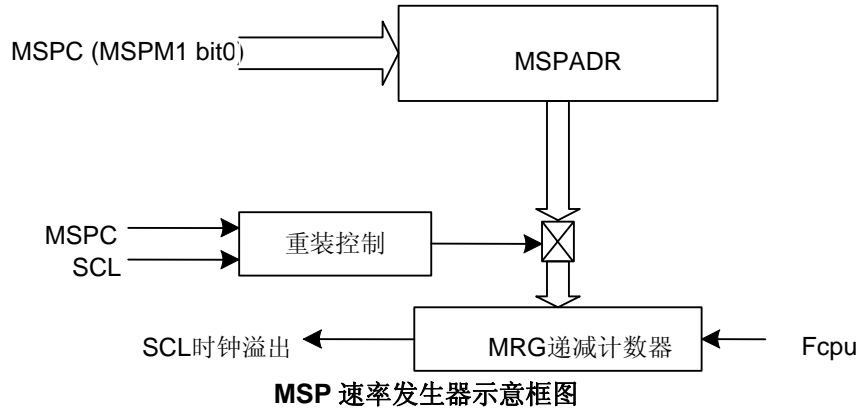 MSPC (MSPM1 bit0)
MSPADR
MSPC
SCL
重装控制
SCL时钟溢出
MRG递减计数器
Fcpu
MSP 速率发生器示意框图